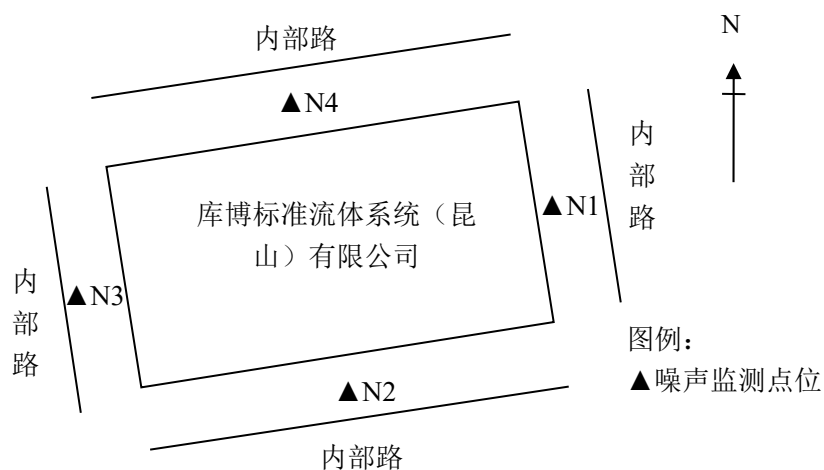 内部路
N
▲N4
内部路
▲N1
库博标准流体系统（昆
山）有限公司
内部路
▲N3
图例：
▲噪声监测点位
▲N2
内部路